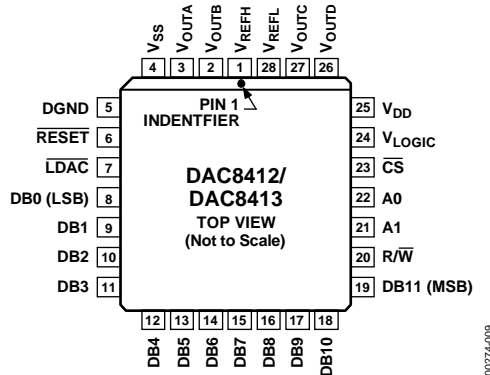 VSS VOUTA VOUTB VREFH VREFL VOUTC VOUTD
4 3 2 1 28 27 26
PIN 1
INDENTFIER
DGND 5
RESET 6
LDAC 7
DB0 (LSB) 8
DB1 9
DB2 10
DB3 11
DAC8412/
DAC8413
TOP VIEW
(Not to Scale)
25 VDD
24 VLOGIC
23 CS
22 A0
21 A1
20 R/W
19 DB11 (MSB)
12 13 14 15 16 17 18
DB4 DB5 DB6 DB7 DB8 DB9 DB10
00274-009